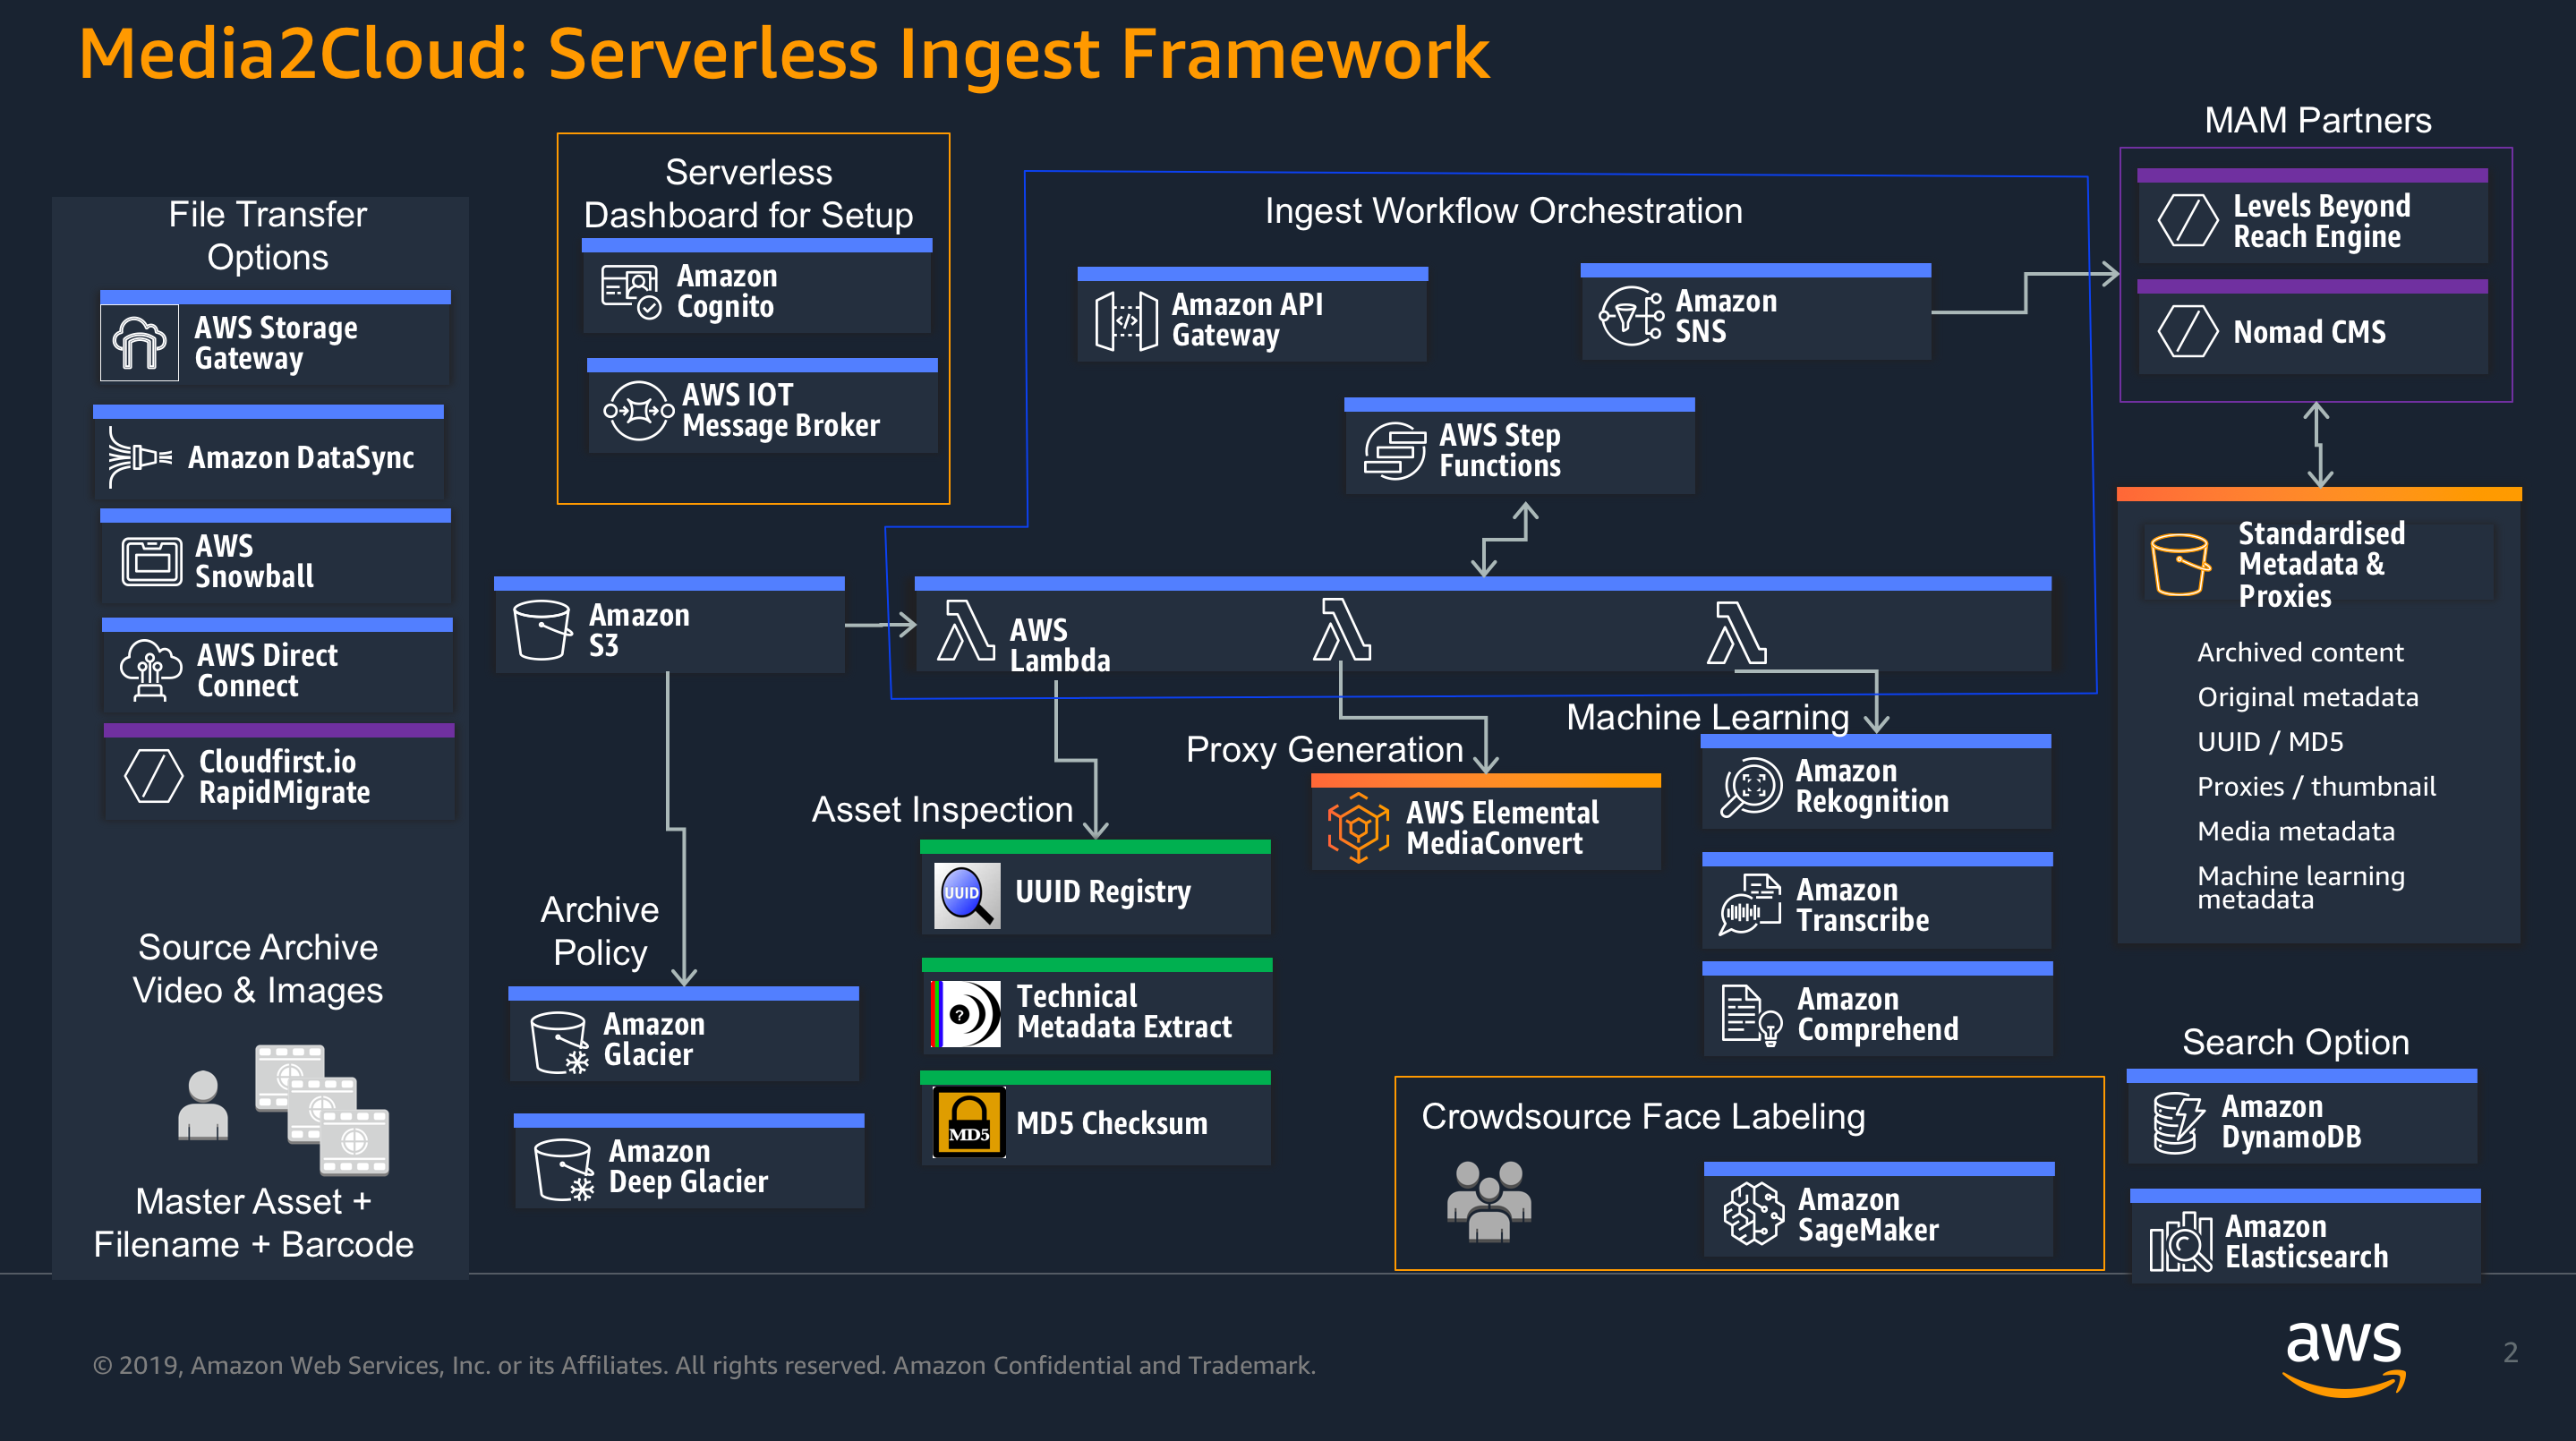 Media2Cloud: Serverless Ingest Framework
File Transfer
Options
AWS Storage
Gateway
Amazon DataSync
AWS
Snowball
AWS Direct
Connect
Cloudfirst.io
RapidMigrate
Source Archive
Video & Images
Master Asset +
Filename + Barcode
Serverless
Dashboard for Setup
Amazon
Cognito
AWS IOT
Message Broker
Amazon
S3
Archive
Policy
Amazon
Glacier
Amazon
Deep Glacier
Ingest Workflow Orchestration
Amazon API
Gateway
Amazon
SNS
AWS Step
Functions
AWS
Lambda
Asset Inspection
UUID
UUID Registry
?
Technical
Metadata Extract
MD5
MD5 Checksum
Proxy Generation
AWS Elemental
MediaConvert
Machine Learning
Amazon
Rekognition
Amazon
Transcribe
Amazon
Comprehend
Crowdsource Face Labeling
Amazon
SageMaker
MAM Partners
Levels Beyond
Reach Engine
Nomad CMS
Standardised
Metadata &
Proxies
Archived content
Original metadata
UUID / MD5
Proxies / thumbnail
Media metadata
Machine learning
metadata
Search Option
Amazon
DynamoDB
Amazon
Elasticsearch
© 2019, Amazon Web Services, Inc. or its Affiliates. All rights reserved. Amazon Confidential and Trademark.
aws
2